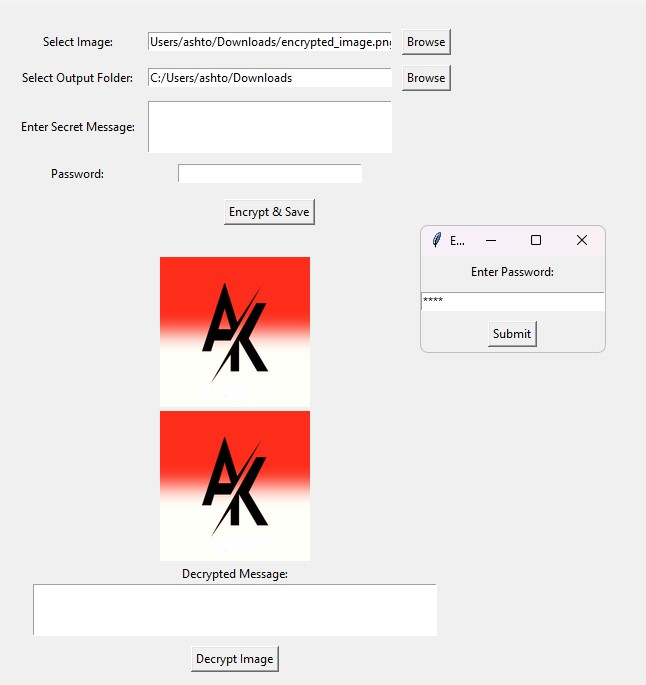 Select Image: Users/ashto/Downloads/encrypted_image.png Browse
Select Output Folder: C:/Users/ashto/Downloads Browse
Enter Secret Message:
Password:
Encrypt & Save
E...
Enter Password:
****
Submit
AK
AK
Decrypted Message:
Decrypt Image